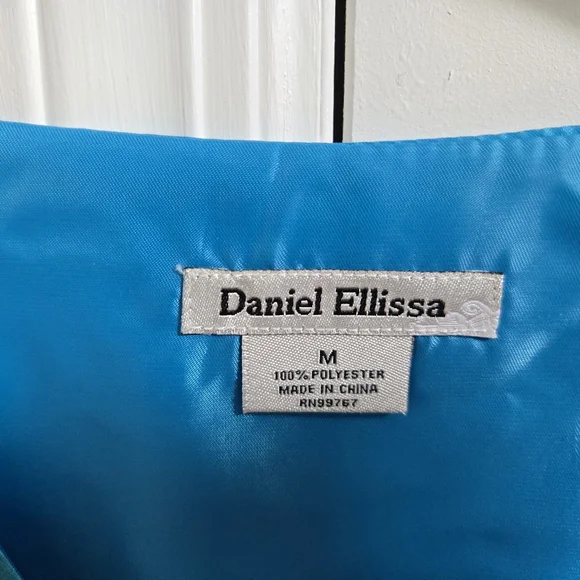 Daniel Ellissa
M
100% POLYESTER
MADE IN CHINA
RN99767